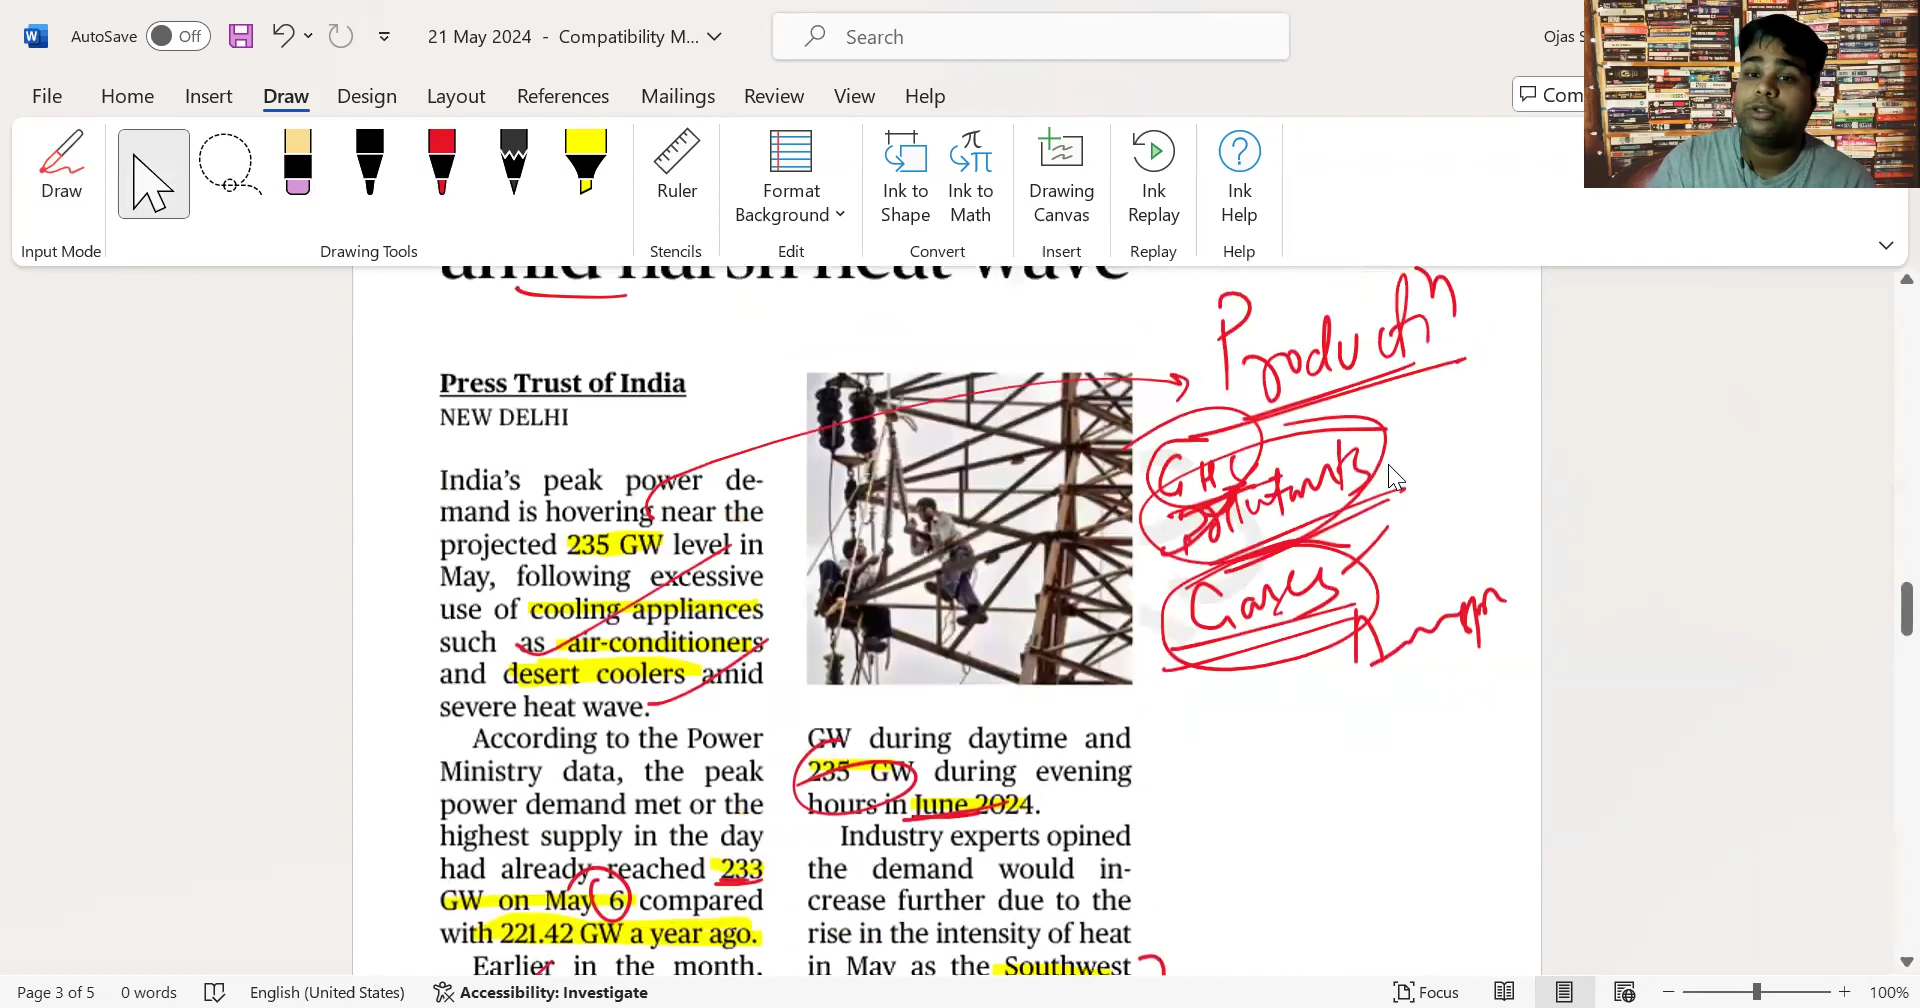 AutoSave Off 21 May 2024 - Compatibility M... Search Ojas S
File Home Insert Draw Design Layout References Mailings Review View Help Com
Draw
Ruler
Format
Background
Ink to
Shape
Ink to
Math
Drawing
Canvas
Ink
Replay
Ink
Help
Input Mode Drawing Tools Stencils Edit Convert Insert Replay Help
amid harsh heat wave
Press Trust of India
NEW DELHI
India's peak power de-
mand is hovering near the
projected 235 GW level in
May, following excessive
use of cooling appliances
such as air-conditioners
and desert coolers amid
severe heat wave.
According to the Power
Ministry data, the peak
power demand met or the
highest supply in the day
had already reached 233
GW on May 6 compared
with 221.42 GW a year ago.
Earlier in the month,
GW during daytime and
235 GW during evening
hours in June 2024.
Industry experts opined
the demand would in-
crease further due to the
rise in the intensity of heat
in May as the Southwest
Production
GHG
Pollutants
Gases
Page 3 of 5 0 words English (United States) Accessibility: Investigate Focus 100%